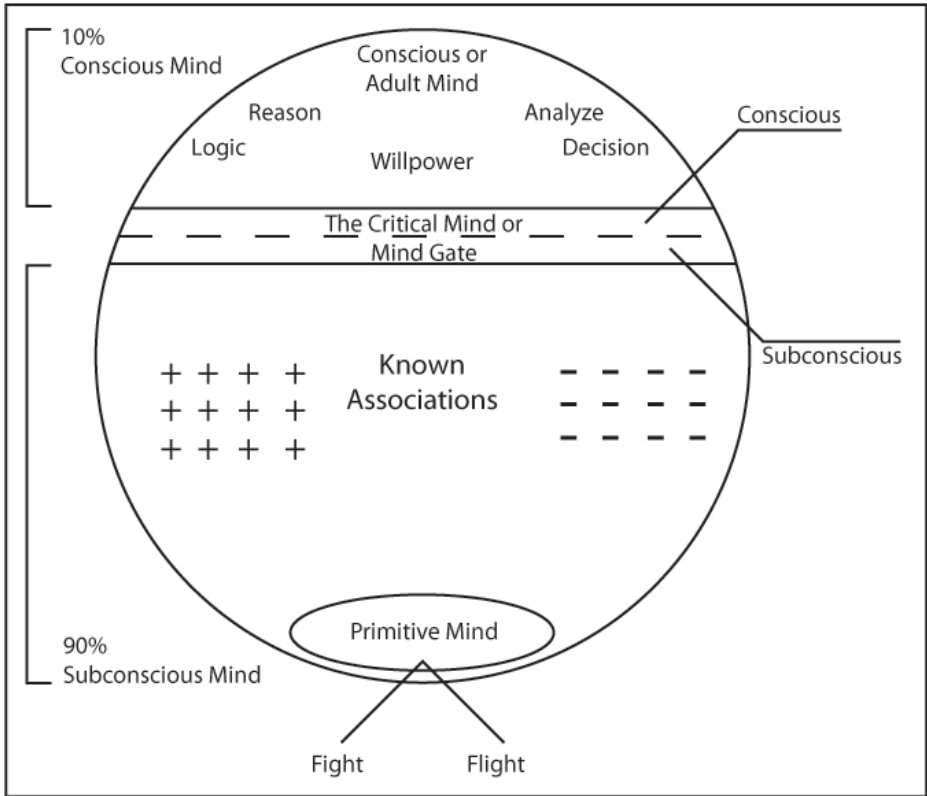 10%
Conscious Mind
Conscious or
Adult Mind
Reason
Analyze
Logic
Willpower
Decision
Conscious
The Critical Mind or
Mind Gate
Subconscious
Known
Associations
+ + + +
+ + + +
+ + + +
- - - -
- - - -
- - - -
Primitive Mind
90%
Subconscious Mind
Fight
Flight